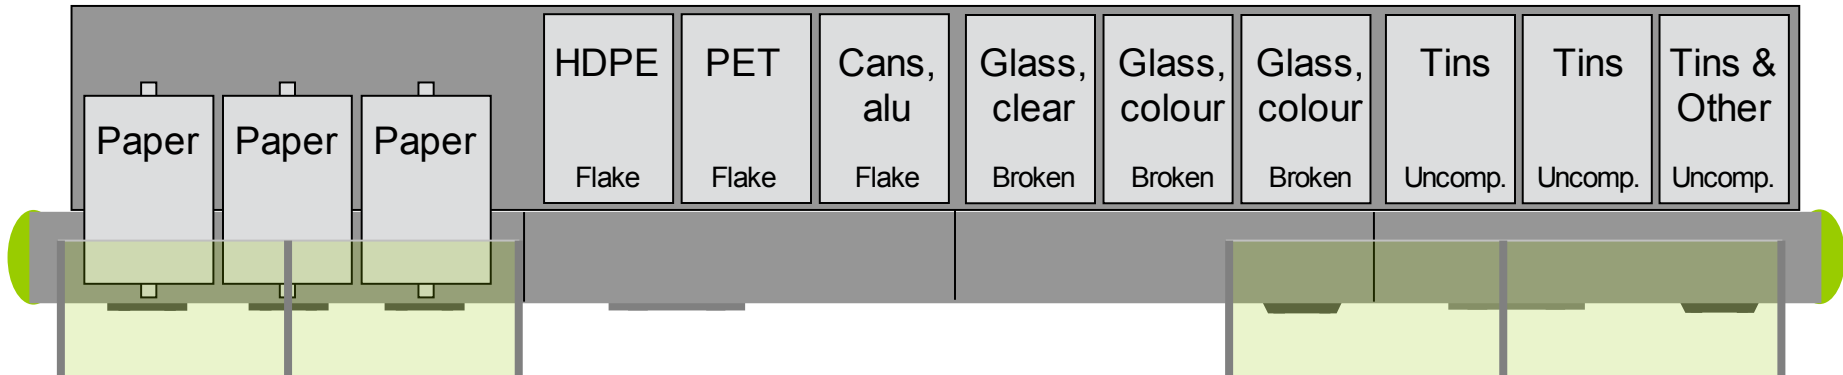 Paper
Paper
Paper
HDPE
Flake
PET
Flake
Cans,
alu
Flake
Glass,
clear
Broken
Glass,
colour
Broken
Glass,
colour
Broken
Tins
Uncomp.
Tins
Uncomp.
Tins &
Other
Uncomp.